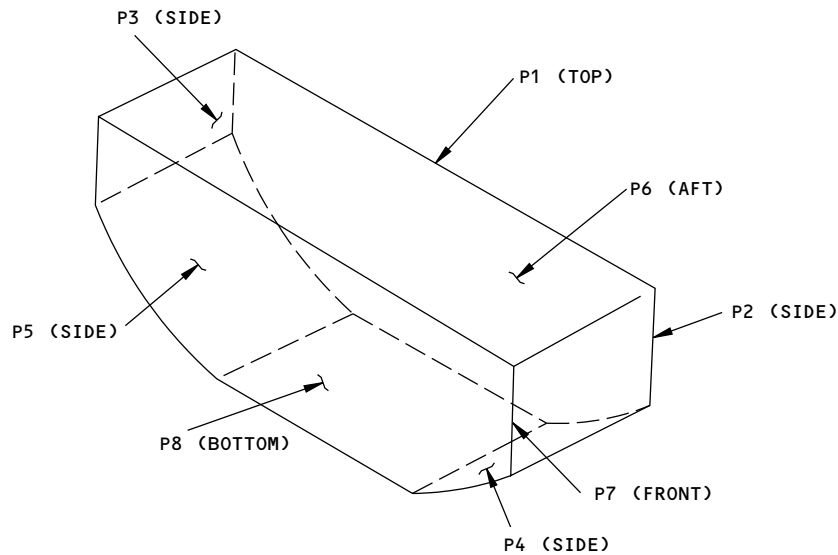 P3 (SIDE)
P1 (TOP)
P6 (AFT)
P2 (SIDE)
P5 (SIDE)
P8 (BOTTOM)
P7 (FRONT)
P4 (SIDE)